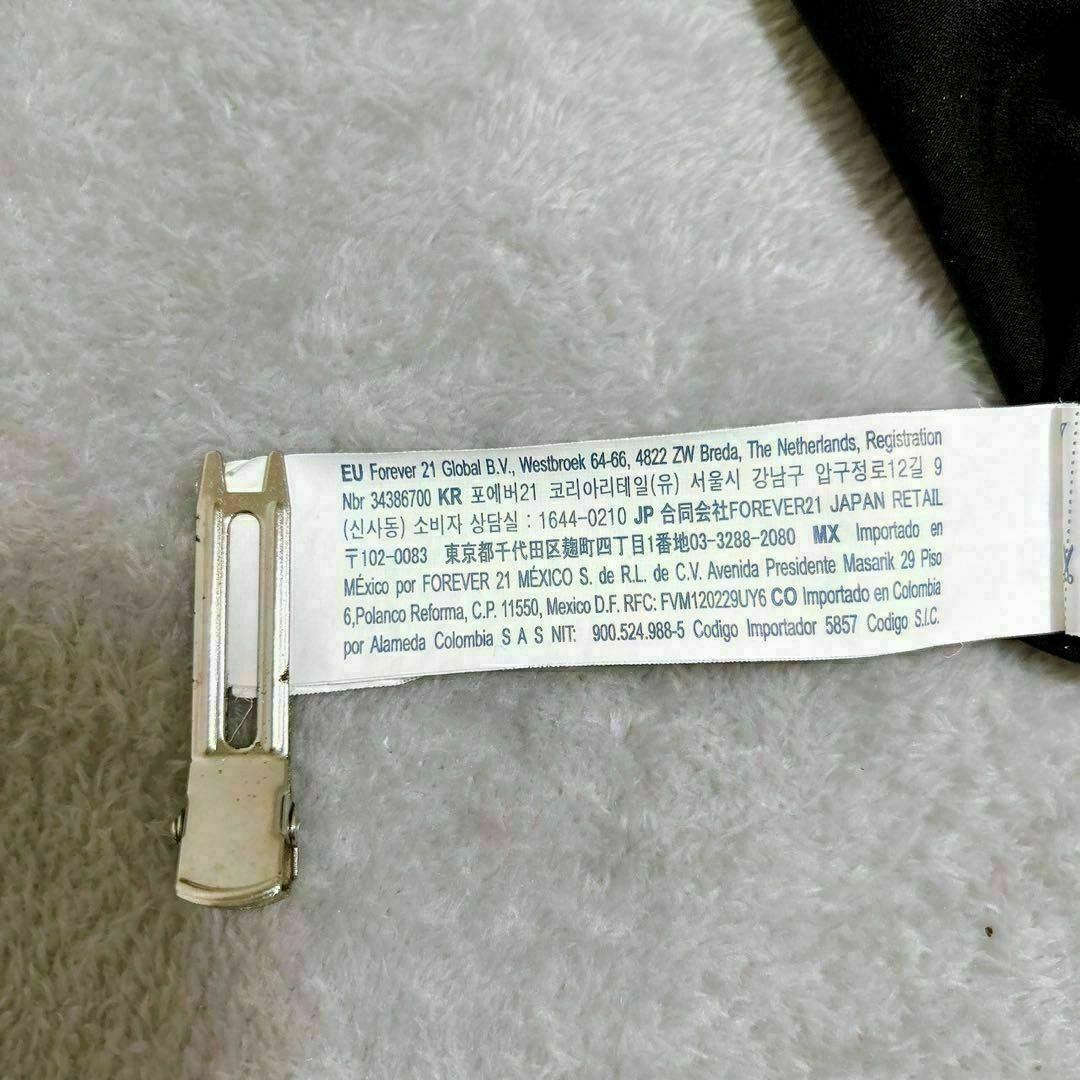 EU Forever 21 Global B.V., Westbroek 64-66, 4822 ZW Breda, The Netherlands, Registration
Nbr 34386700 KR 포에버21 코리아리테일(유) 서울시 강남구 압구정로12길 9
(신사동) 소비자 상담실 : 1644-0210 JP 合同会社FOREVER21 JAPAN RETAIL
〒102-0083 東京都千代田区麹町四丁目1番地03-3288-2080 MX Importado en
MÉxico por FOREVER 21 MÉXICO S. de R.L. de C.V. Avenida Presidente Masarik 29 Piso
6,Polanco Reforma, C.P. 11550, Mexico D.F. RFC: FVM120229UY6 CO Importado en Colombia
por Alameda Colombia S A S NIT: 900.524.988-5 Codigo Importador 5857 Codigo S.I.C.